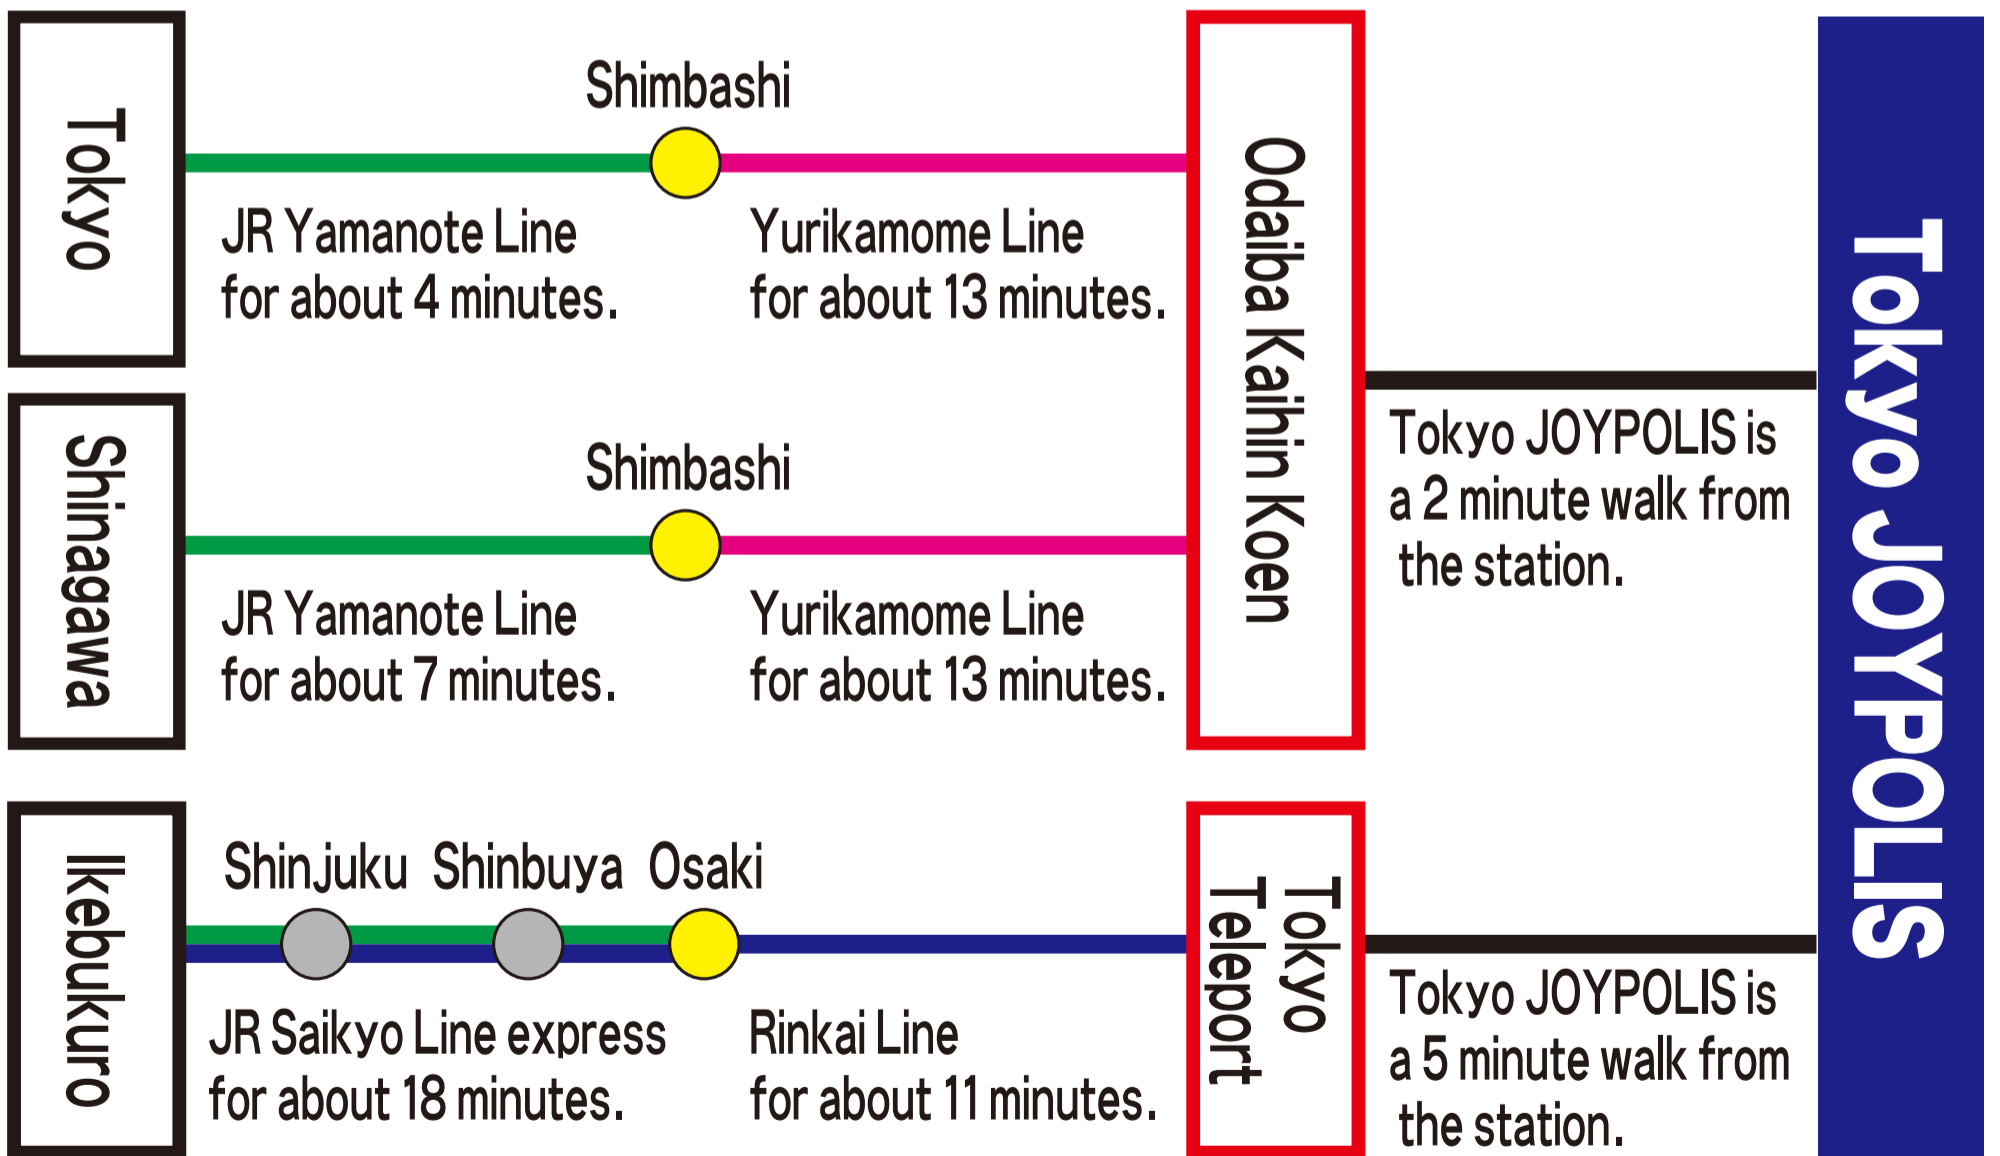 Tokyo
Shimbashi
JR Yamanote Line
for about 4 minutes.
Yurikamome Line
for about 13 minutes.
Shinagawa
Shimbashi
JR Yamanote Line
for about 7 minutes.
Yurikamome Line
for about 13 minutes.
Odaiba Kaihin Koen
Tokyo JOYPOLIS is
a 2 minute walk from
the station.
Ikebukuro
Shinjuku
Shinbuya
Osaki
JR Saikyo Line express
for about 18 minutes.
Rinkai Line
for about 11 minutes.
Tokyo
Teleport
Tokyo JOYPOLIS is
a 5 minute walk from
the station.
Tokyo JOYPOLIS